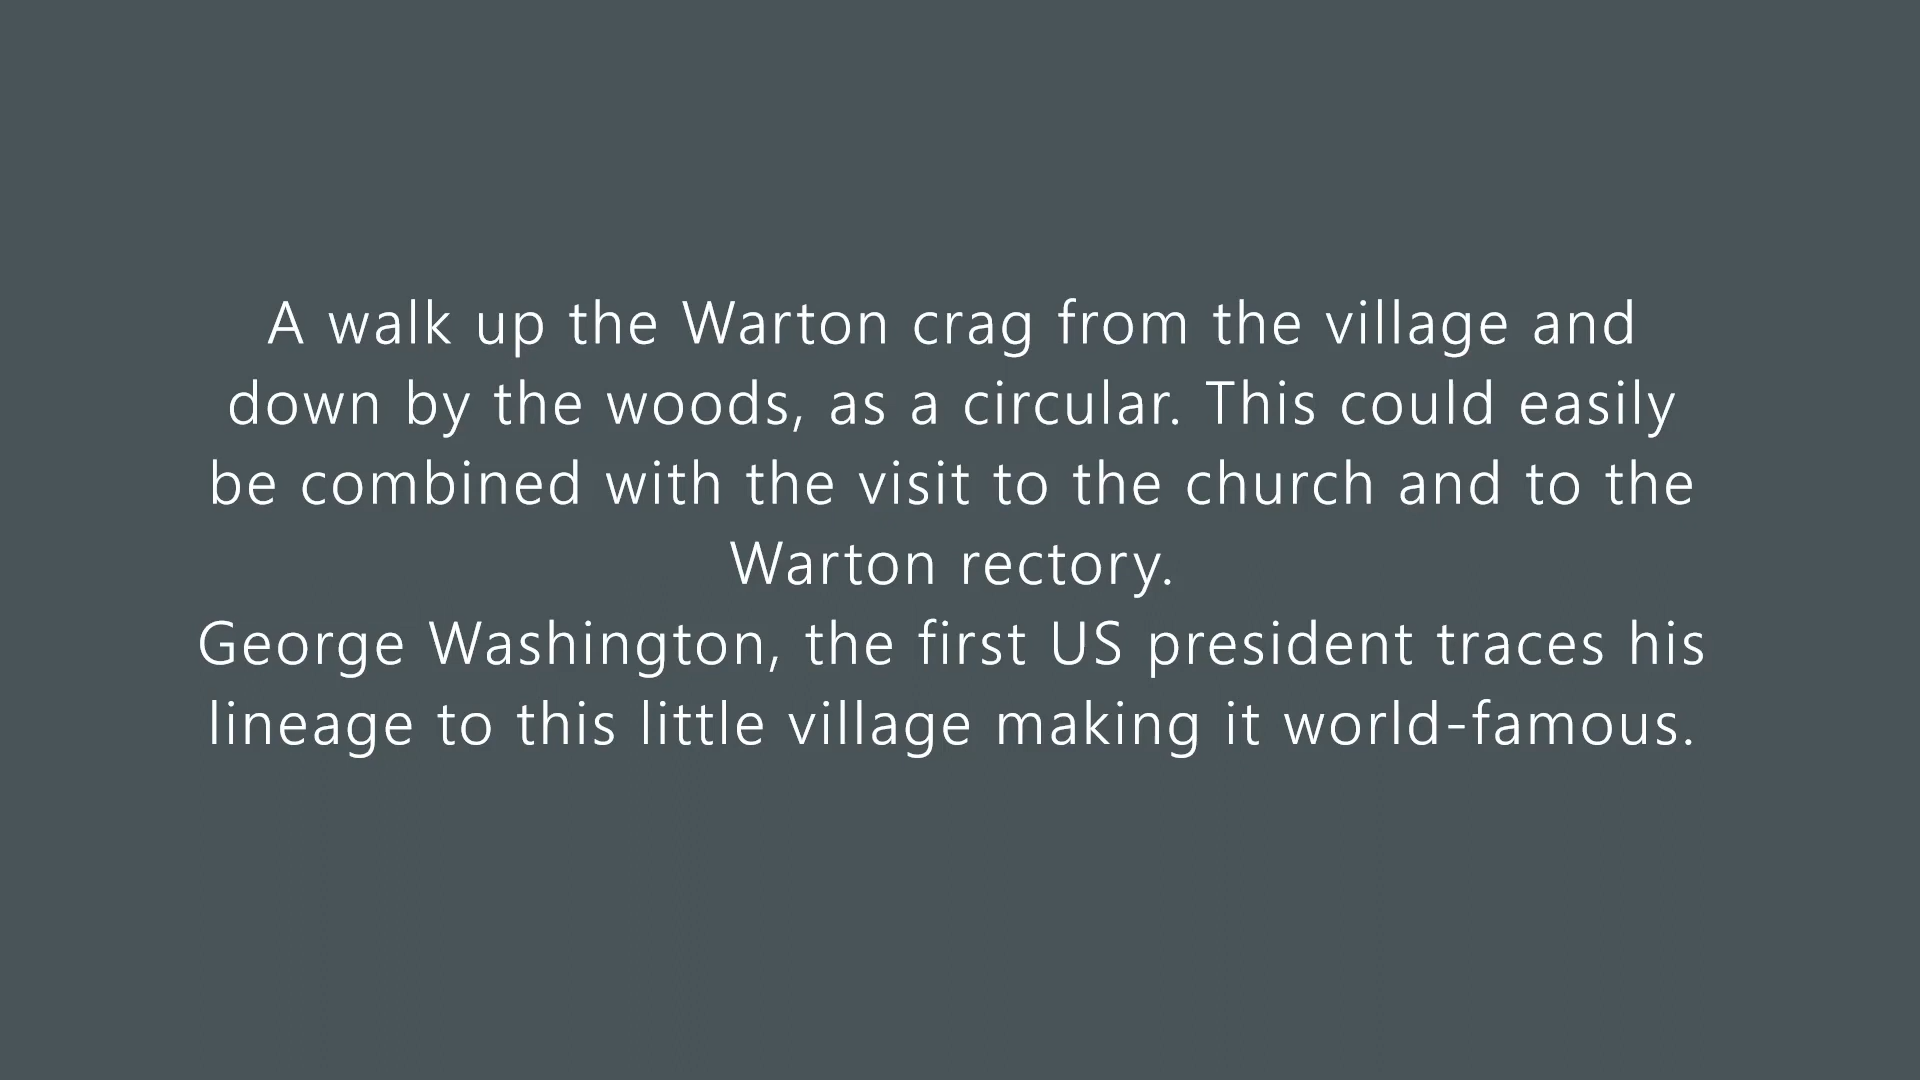 A walk up the Warton crag from the village and
down by the woods, as a circular. This could easily
be combined with the visit to the church and to the
Warton rectory.
George Washington, the first US president traces his
lineage to this little village making it world-famous.